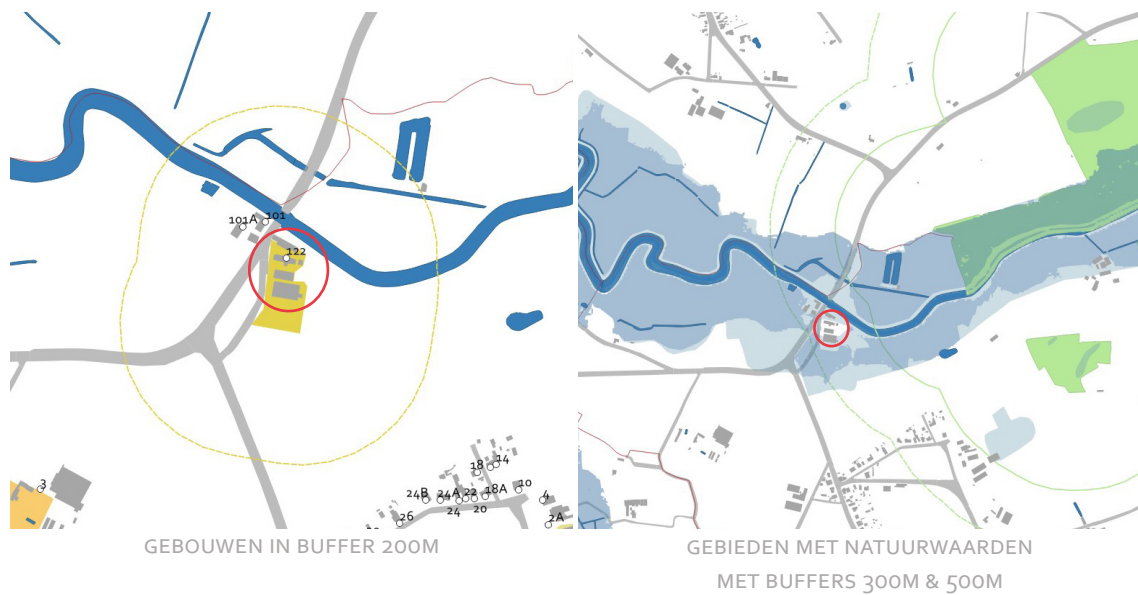 101A 101
122
3
18 14
24B 24A 22 18A 10 4
24 20
26 2A
GEBOUWEN IN BUFFER 200M
GEBIEDEN MET NATUURWAARDEN
MET BUFFERS 300M & 500M